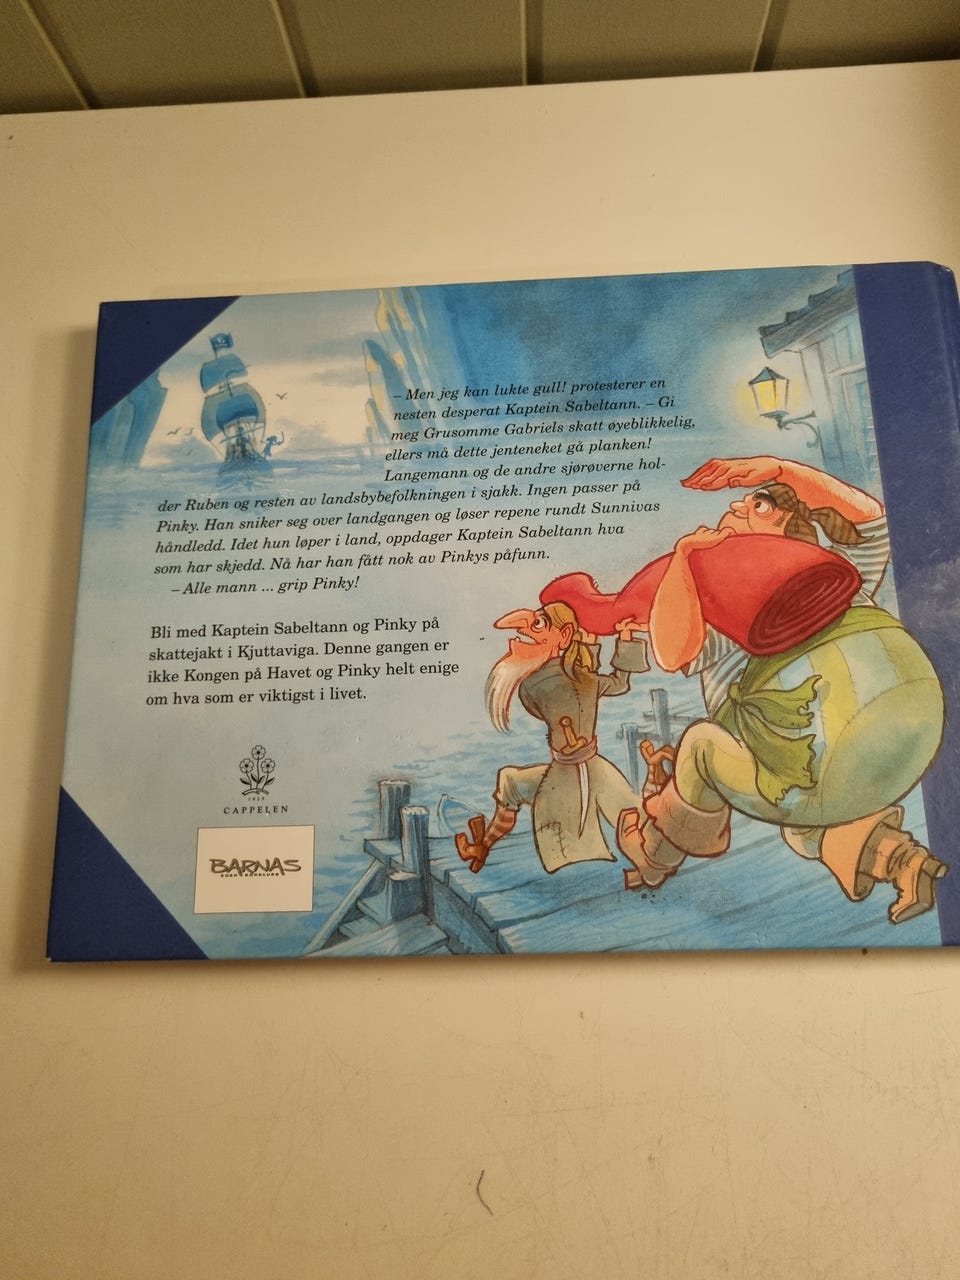 – Men jeg kan lukte gull! protesterer en
nesten desperat Kaptein Sabeltann. – Gi
meg Grusomme Gabriels skatt øyeblikkelig,
ellers må dette jenteneket gå planken!
Langemann og de andre sjørøverne hol-
der Ruben og resten av landsbybefolkningen i sjakk. Ingen passer på
Pinky. Han sniker seg over landgangen og løser repene rundt Sunnivas
håndledd. Idet hun løper i land, oppdager Kaptein Sabeltann hva
som har skjedd. Nå har han fått nok av Pinkys påfunn.
– Alle mann ... grip Pinky!
Bli med Kaptein Sabeltann og Pinky på
skattejakt i Kjuttaviga. Denne gangen er
ikke Kongen på Havet og Pinky helt enige
om hva som er viktigst i livet.
1829
CAPPELEN
BARNAS
EGEN BOKKLUBB